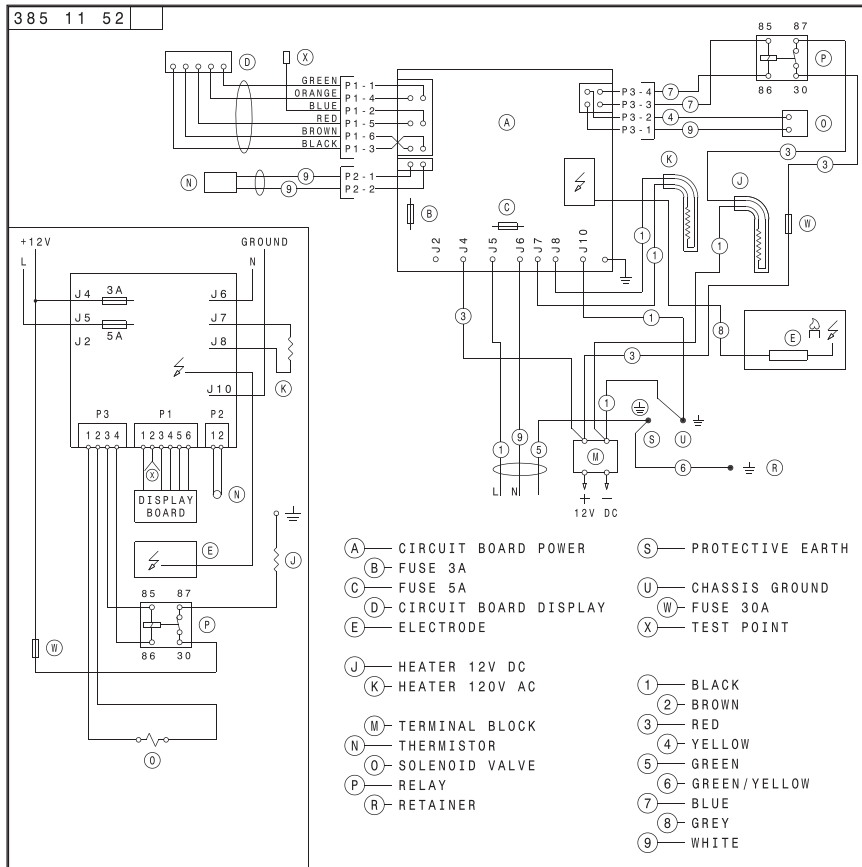 385 11 52
D
X
GREEN P1-1
ORANGE P1-4
BLUE P1-2
RED P1-5
BROWN P1-6
BLACK P1-3
N
9
9
P2-1
P2-2
A
B
C
J2 J4 J5 J6 J7 J8 J10
P3-4
P3-3
P3-2
P3-1
7
7
4
9
85 87
86 30
P
O
3
3
K
J
W
1
1
1
1
3
3
8
E
1
1
9
5
L N
M
+ −
12V DC
S
U
6
R
+12V
GROUND
L
N
J4 3A
J5
5A
J2
J6
J7
J8
J10
K
P3 P1 P2
1234 123456 12
X
N
DISPLAY
BOARD
E
J
85 87
86 30
P
W
O
A CIRCUIT BOARD POWER
B FUSE 3A
C FUSE 5A
D CIRCUIT BOARD DISPLAY
E ELECTRODE
J HEATER 12V DC
K HEATER 120V AC
M TERMINAL BLOCK
N THERMISTOR
O SOLENOID VALVE
P RELAY
R RETAINER
S PROTECTIVE EARTH
U CHASSIS GROUND
W FUSE 30A
X TEST POINT
1 BLACK
2 BROWN
3 RED
4 YELLOW
5 GREEN
6 GREEN/YELLOW
7 BLUE
8 GREY
9 WHITE